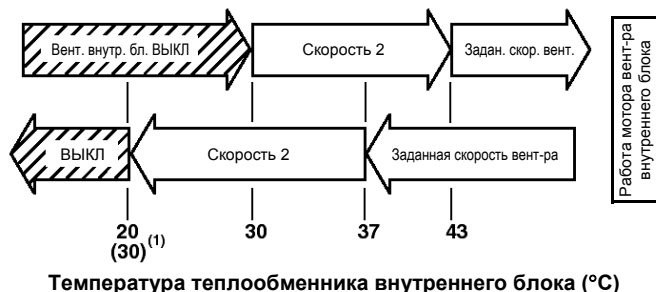 Вент. внутр. бл. ВЫКЛ
Скорость 2
Задан. скор. вент.
Работа мотора вент-ра
внутреннего блока
ВЫКЛ
Скорость 2
Заданная скорость вент-ра
20
30
37
43
(30)(1)
Температура теплообменника внутреннего блока (°C)